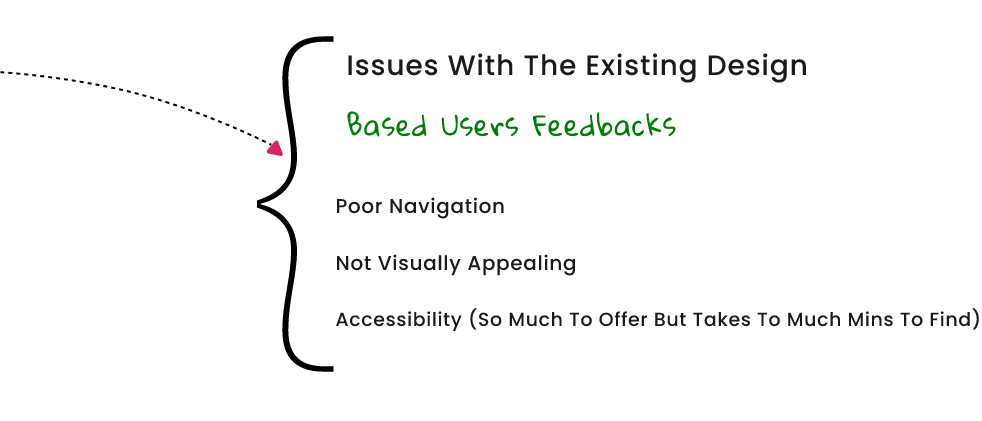 Issues With The Existing Design
Based Users Feedbacks
Poor Navigation
Not Visually Appealing
Accessibility (So Much To Offer But Takes To Much Mins To Find)